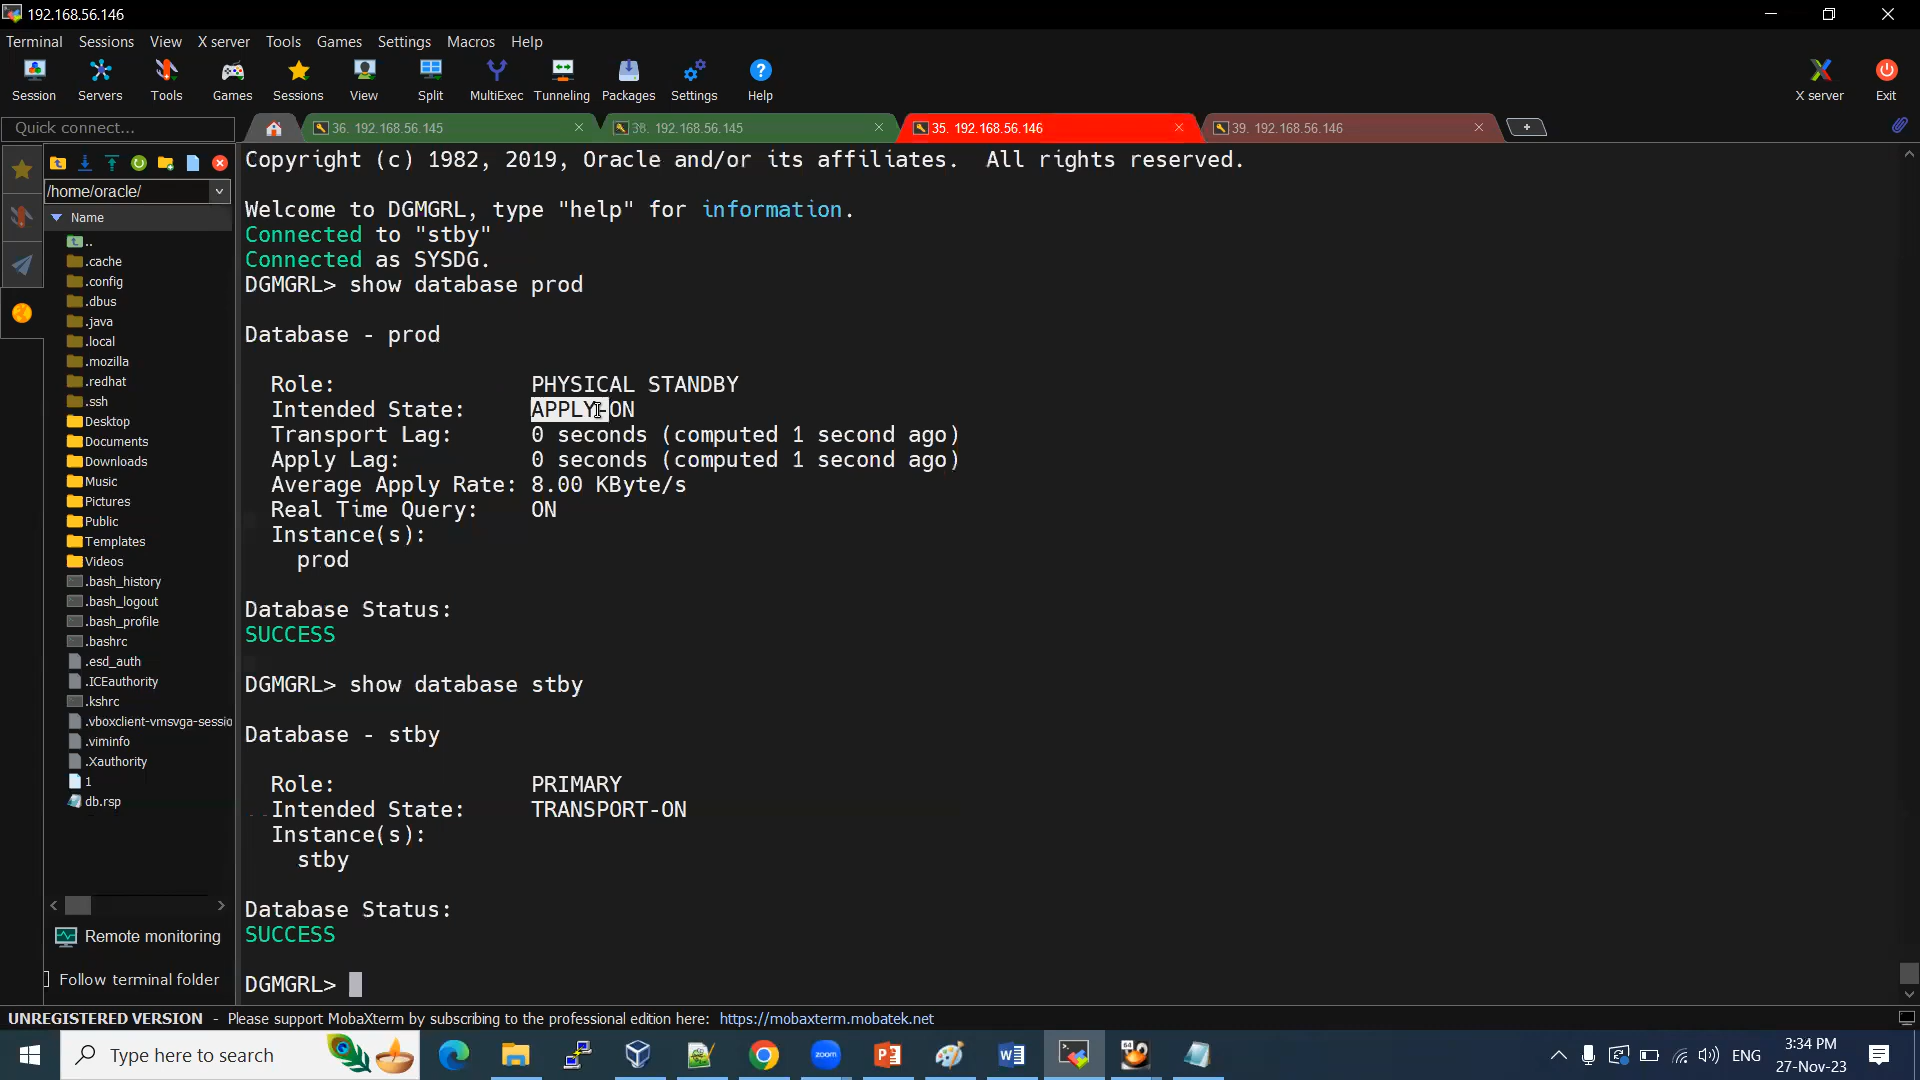 192.168.56.146
Terminal Sessions View X server Tools Games Settings Macros Help
Session Servers Tools Games Sessions View Split MultiExec Tunneling Packages Settings Help X server Exit
Quick connect...
36. 192.168.56.145
38. 192.168.56.145
35. 192.168.56.146
39. 192.168.56.146
/home/oracle/
Name
..
.cache
.config
.dbus
.java
.local
.mozilla
.redhat
.ssh
Desktop
Documents
Downloads
Music
Pictures
Public
Templates
Videos
.bash_history
.bash_logout
.bash_profile
.bashrc
.esd_auth
.ICEauthority
.kshrc
.vboxclient-vmsvga-sessio
.viminfo
.Xauthority
1
db.rsp
Remote monitoring
Follow terminal folder
Copyright (c) 1982, 2019, Oracle and/or its affiliates.  All rights reserved.
Welcome to DGMGRL, type "help" for information.
Connected to "stby"
Connected as SYSDG.
DGMGRL> show database prod
Database - prod
Role: PHYSICAL STANDBY
Intended State: APPLY-ON
Transport Lag: 0 seconds (computed 1 second ago)
Apply Lag: 0 seconds (computed 1 second ago)
Average Apply Rate: 8.00 KByte/s
Real Time Query: ON
Instance(s):
prod
Database Status:
SUCCESS
DGMGRL> show database stby
Database - stby
Role: PRIMARY
Intended State: TRANSPORT-ON
Instance(s):
stby
Database Status:
SUCCESS
DGMGRL>
UNREGISTERED VERSION - Please support MobaXterm by subscribing to the professional edition here: https://mobaxterm.mobatek.net
Type here to search
zoom
ENG
3:34 PM
27-Nov-23